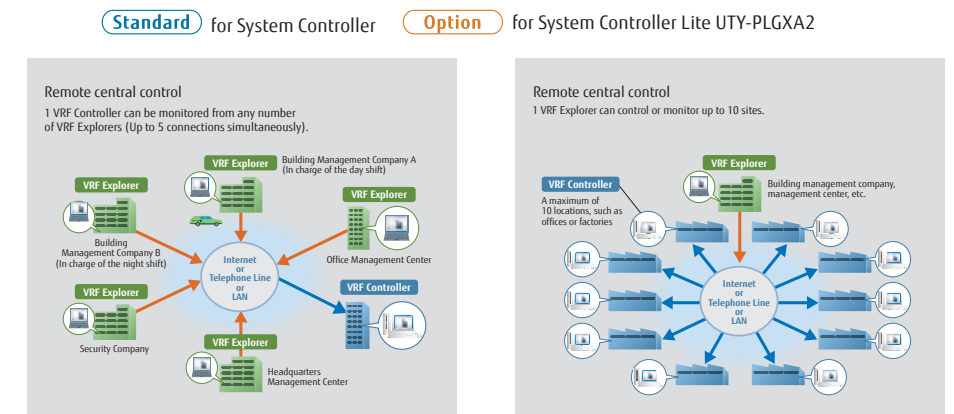 Standard for System Controller
Option for System Controller Lite UTY-PLGXA2
Remote central control
1 VRF Controller can be monitored from any number
of VRF Explorers (Up to 5 connections simultaneously).
VRF Explorer
Building Management Company A
(In charge of the day shift)
VRF Explorer
Building
Management Company B
(In charge of the night shift)
VRF Explorer
Office Management Center
Internet
or
Telephone Line
or
LAN
VRF Explorer
Security Company
VRF Controller
VRF Explorer
Headquarters
Management Center
Remote central control
1 VRF Explorer can control or monitor up to 10 sites.
VRF Explorer
Building management company,
management center, etc.
VRF Controller
A maximum of
10 locations, such as
offices or factories
Internet
or
Telephone Line
or
LAN